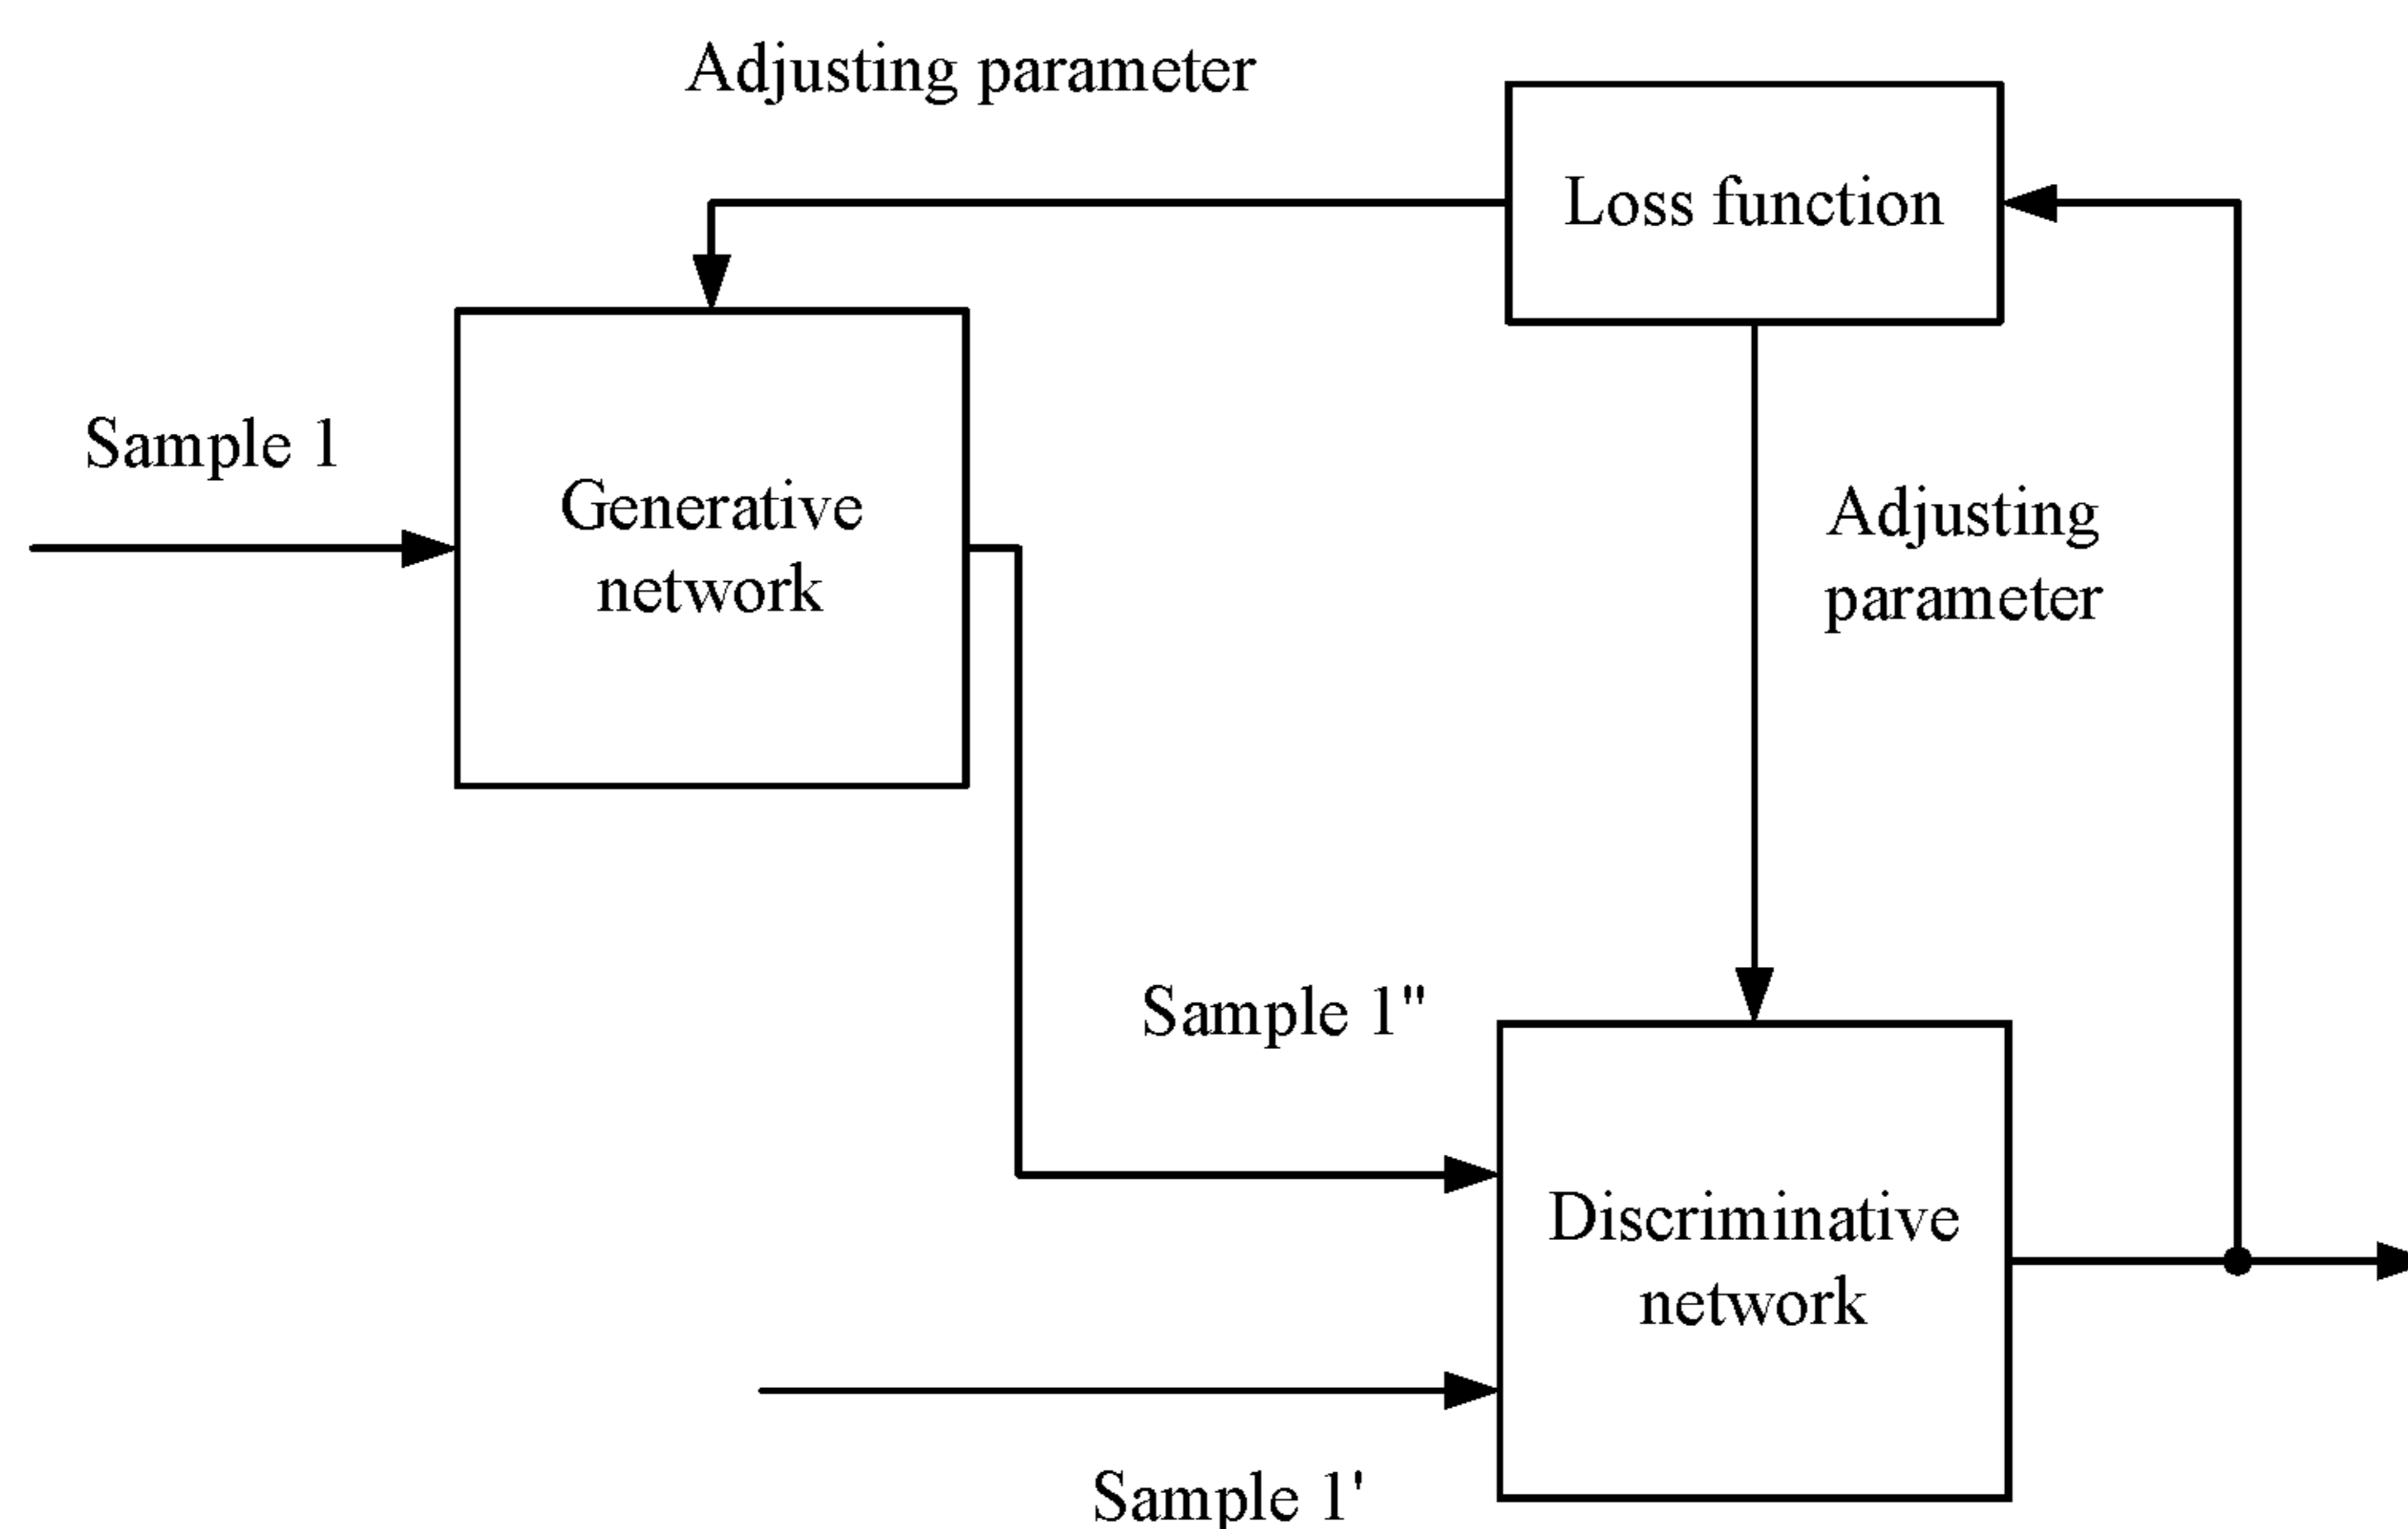 Adjusting parameter
Loss function
Sample 1
Generative
network
Adjusting
parameter
Sample 1"
Discriminative
network
Sample 1'